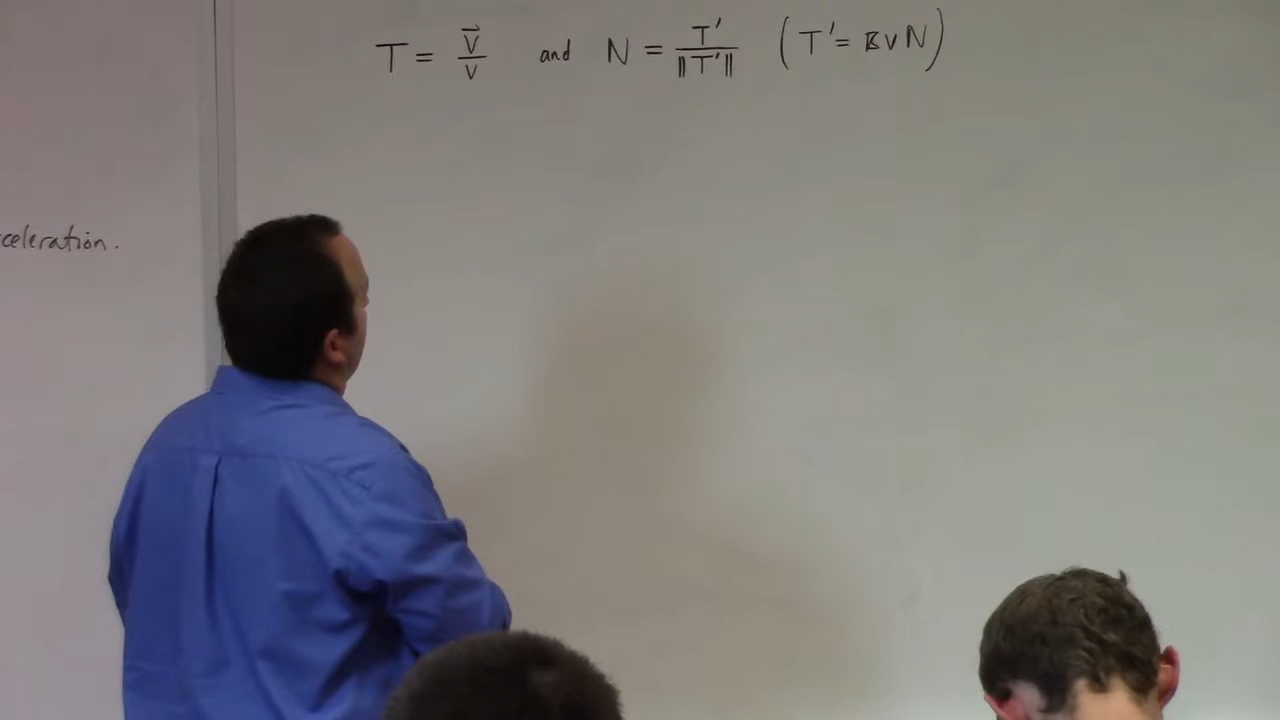 T = v⃗/v and N = T'/‖T'‖ (T' = κvN)
celeration.